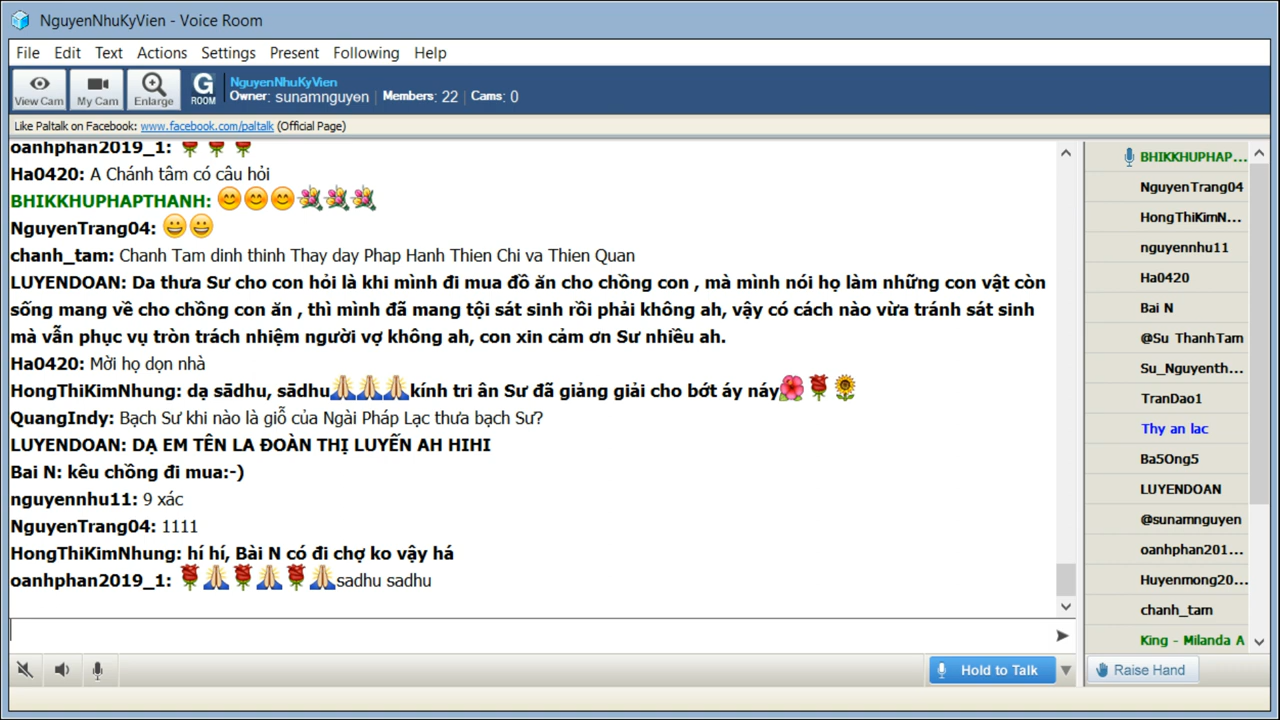 NguyenNhuKyVien - Voice Room
File Edit Text Actions Settings Present Following Help
View Cam
My Cam
Enlarge
G ROOM
NguyenNhuKyVien
Owner: sunamnguyen | Members: 22 | Cams: 0
Like Paltalk on Facebook: www.facebook.com/paltalk (Official Page)
oanhphan2019_1: 🌹 🌹 🌹
Ha0420: A Chánh tâm có câu hỏi
BHIKKHUPHAPTHANH: 😊😊😊💐💐💐
NguyenTrang04: 😀😀
chanh_tam: Chanh Tam dinh thinh Thay day Phap Hanh Thien Chi va Thien Quan
LUYENDOAN: Da thưa Sư cho con hỏi là khi mình đi mua đồ ăn cho chồng con , mà mình nói họ làm những con vật còn
sống mang về cho chồng con ăn , thì mình đã mang tội sát sinh rồi phải không ah, vậy có cách nào vừa tránh sát sinh
mà vẫn phục vụ tròn trách nhiệm người vợ không ah, con xin cảm ơn Sư nhiều ah.
Ha0420: Mời họ dọn nhà
HongThiKimNhung: dạ sādhu, sādhu🙏🙏🙏kính tri ân Sư đã giảng giải cho bớt áy náy🌺🌹🌻
QuangIndy: Bạch Sư khi nào là giỗ của Ngài Pháp Lạc thưa bạch Sư?
LUYENDOAN: DẠ EM TÊN LA ĐOÀN THỊ LUYẾN AH HIHI
Bai N: kêu chồng đi mua:-)
nguyennhu11: 9 xác
NguyenTrang04: 1111
HongThiKimNhung: hí hí, Bài N có đi chợ ko vậy há
oanhphan2019_1: 🌹🙏🌹🙏🌹🙏sadhu sadhu
Hold to Talk
BHIKKHUPHAP...
NguyenTrang04
HongThiKimN...
nguyennhu11
Ha0420
Bai N
@Su ThanhTam
Su_Nguyenth...
TranDao1
Thy an lac
Ba5Ong5
LUYENDOAN
@sunamnguyen
oanhphan201...
Huyenmong20...
chanh_tam
King - Milanda A
Raise Hand